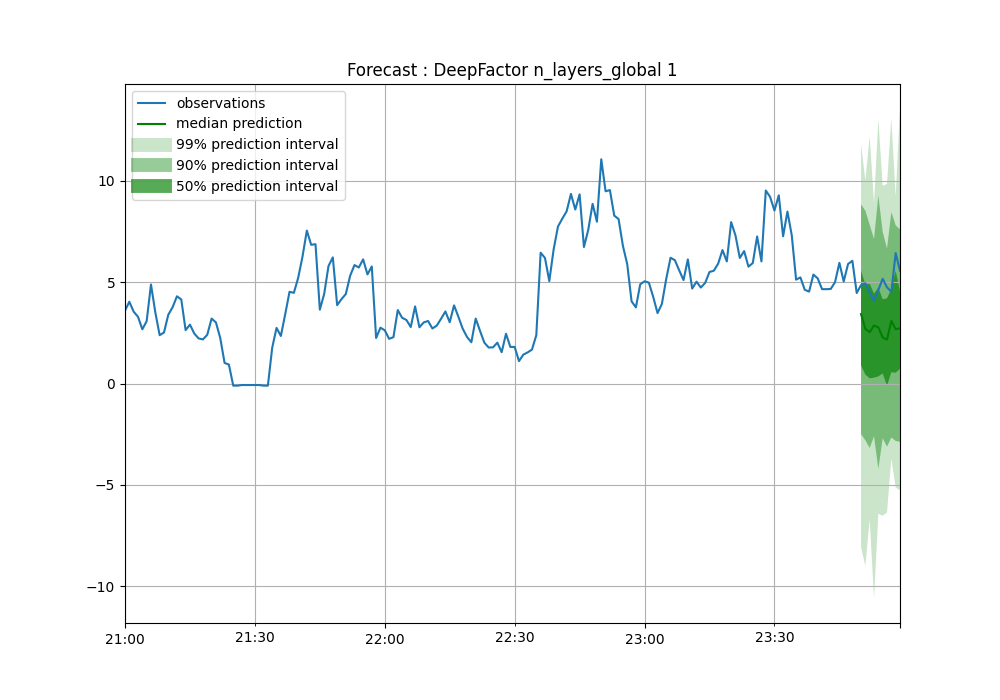 Forecast : DeepFactor n_layers_global 1
observations
median prediction
99% prediction interval
90% prediction interval
50% prediction interval
10
5
0
−5
−10
21:00
21:30
22:00
22:30
23:00
23:30